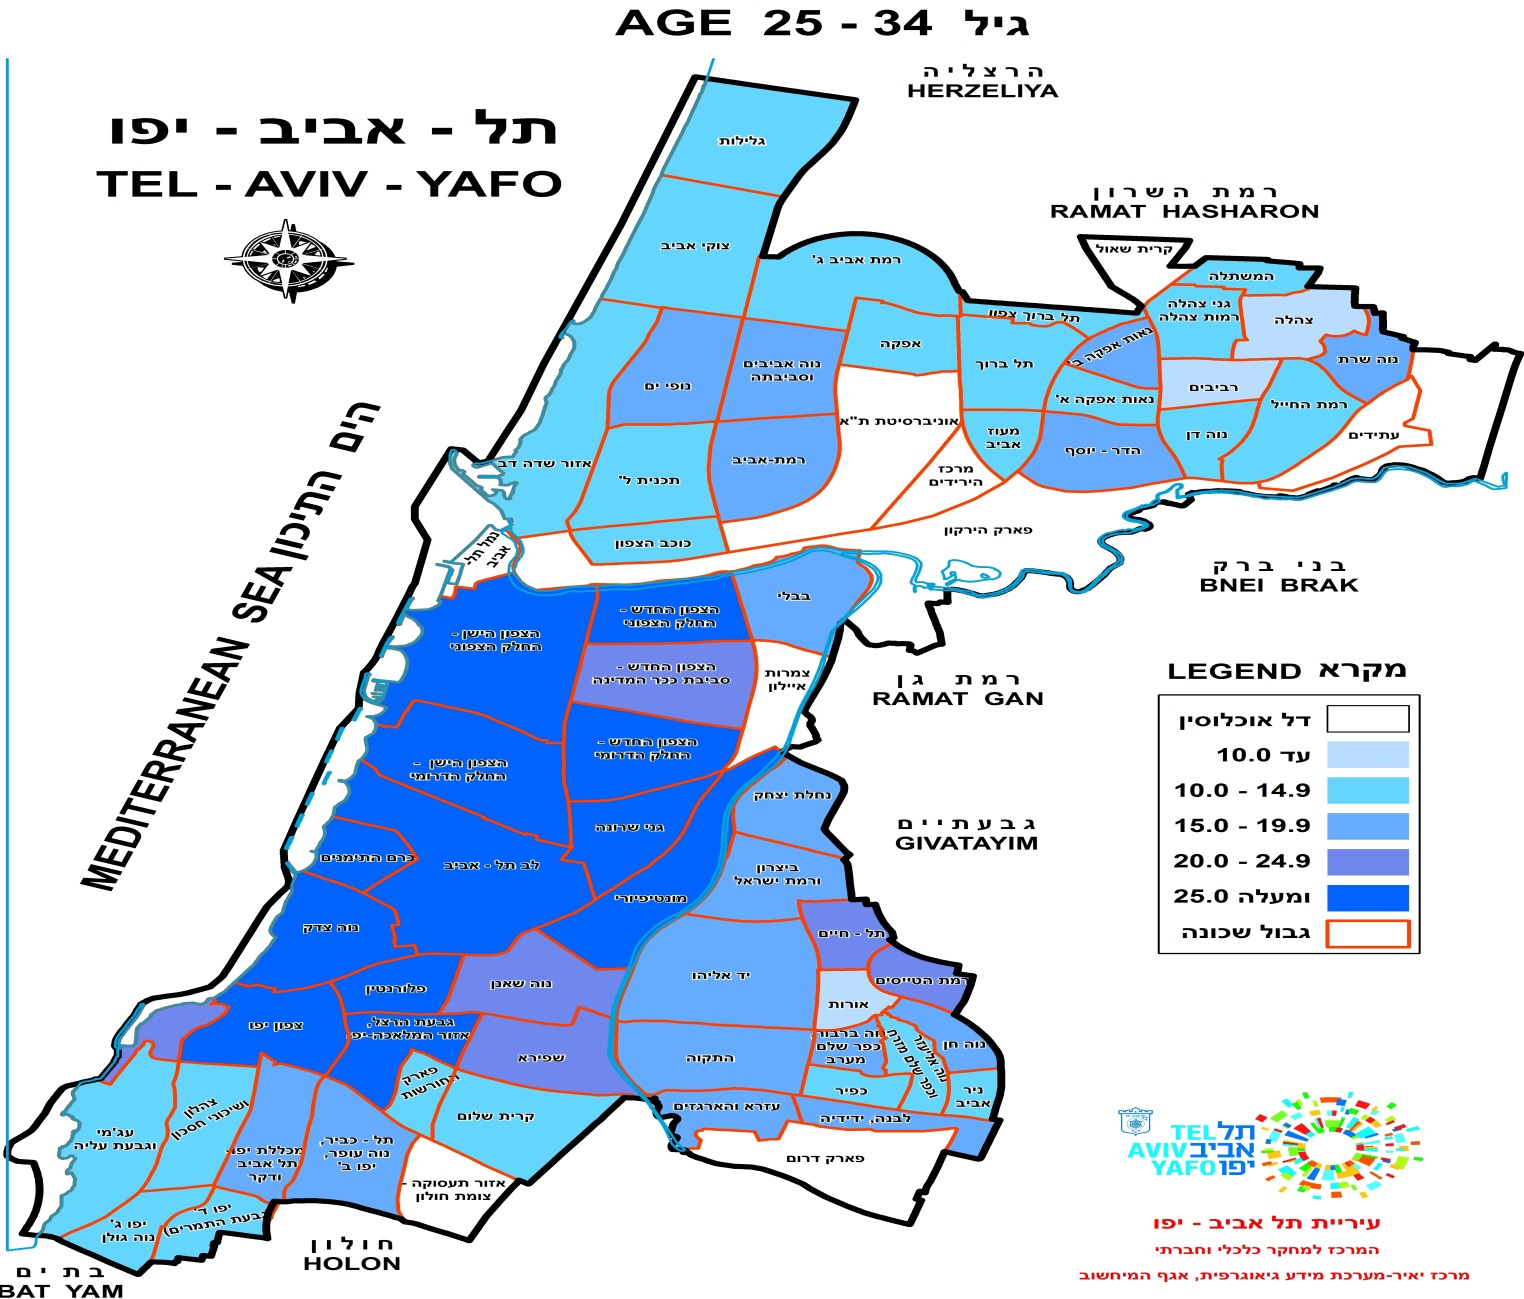 AGE 25 - 34 גיל
הרצליה
HERZELIYA
תל - אביב - יפו
TEL - AVIV - YAFO
רמת השרון
RAMAT HASHARON
גלילות
צוקי אביב
רמת אביב ג'
קרית שאול
המשתלה
גני צהלה
רמות צהלה
צהלה
תל ברוך צפון
נאות אפקה ב'
נוה שרת
אפקה
תל ברוך
נוה אביבים
וסביבתה
נופי ים
רביבים
נאות אפקה א'
רמת החייל
אוניברסיטת ת"א
מעוז
אביב
נוה דן
עתידים
הדר - יוסף
רמת-אביב
אזור שדה דב
תכנית ל'
מרכז
הירידים
פארק הירקון
כוכב הצפון
נמל תל-
אביב
הים התיכון MEDITERRANEAN SEA
בני ברק
BNEI BRAK
בבלי
הצפון החדש -
החלק הצפוני
הצפון הישן -
החלק הצפוני
הצפון החדש -
סביבת ככר המדינה
צמרות
איילון
רמת גן
RAMAT GAN
הצפון החדש -
החלק הדרומי
הצפון הישן -
החלק הדרומי
נחלת יצחק
גני שרונה
גבעתיים
GIVATAYIM
כרם התימנים
לב תל - אביב
ביצרון
ורמת ישראל
מונטיפיורי
נוה צדק
תל - חיים
יד אליהו
רמת הטייסים
נוה שאנן
פלורנטין
אורות
צפון יפו
גבעת הרצל,
אזור המלאכה-יפו
נוה ברבור,
כפר שלם
מערב
נוה אליעזר
וכפר שלם מזרח
נוה חן
שפירא
התקוה
פארק
החורשות
כפיר
ניר
אביב
קרית שלום
עזרא והארגזים
לבנה, ידידיה
צהלון
ושיכוני חסכון
עג'מי
וגבעת עליה
תל - כביר,
נוה עופר,
יפו ב'
מכללת יפו-
תל אביב
ודקר
פארק דרום
אזור תעסוקה -
צומת חולון
יפו ד'
(גבעת התמרים)
יפו ג'
נוה גולן
חולון
HOLON
בת ים
BAT YAM
LEGEND מקרא
דל אוכלוסין
עד 10.0
10.0 - 14.9
15.0 - 19.9
20.0 - 24.9
25.0 ומעלה
גבול שכונה
TEL
AVIV
YAFO
תל
אביב
יפו
עיריית תל אביב - יפו
המרכז למחקר כלכלי וחברתי
מרכז יאיר-מערכת מידע גיאוגרפית, אגף המיחשוב